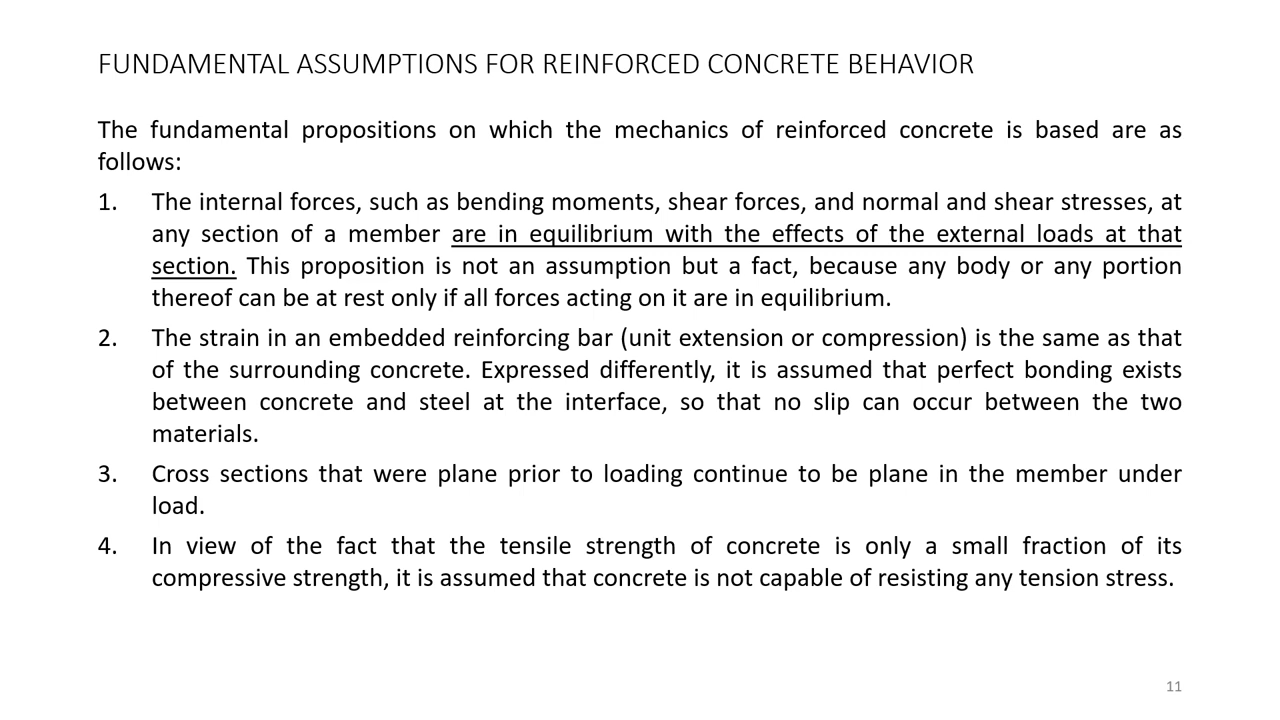 FUNDAMENTAL ASSUMPTIONS FOR REINFORCED CONCRETE BEHAVIOR
The fundamental propositions on which the mechanics of reinforced concrete is based are as
follows:
1. The internal forces, such as bending moments, shear forces, and normal and shear stresses, at
any section of a member are in equilibrium with the effects of the external loads at that
section. This proposition is not an assumption but a fact, because any body or any portion
thereof can be at rest only if all forces acting on it are in equilibrium.
2. The strain in an embedded reinforcing bar (unit extension or compression) is the same as that
of the surrounding concrete. Expressed differently, it is assumed that perfect bonding exists
between concrete and steel at the interface, so that no slip can occur between the two
materials.
3. Cross sections that were plane prior to loading continue to be plane in the member under
load.
4. In view of the fact that the tensile strength of concrete is only a small fraction of its
compressive strength, it is assumed that concrete is not capable of resisting any tension stress.
11